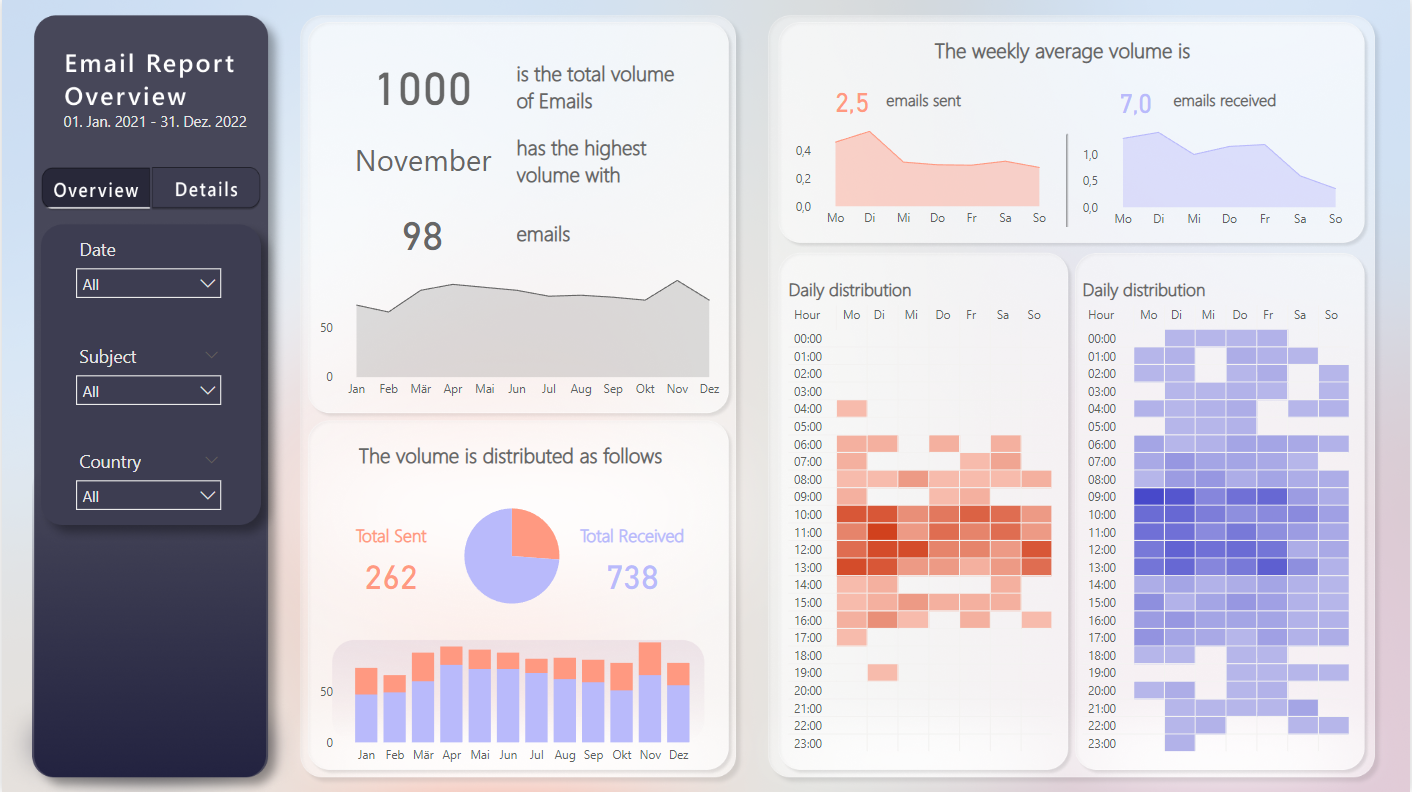 Email Report
Overview
01. Jan. 2021 - 31. Dez. 2022
Overview Details
Date
All
Subject
All
Country
All
1000 is the total volume
of Emails
November has the highest
volume with
98 emails
50
0
Jan Feb Mär Apr Mai Jun Jul Aug Sep Okt Nov Dez
The volume is distributed as follows
Total Sent
262
Total Received
738
50
0
Jan Feb Mär Apr Mai Jun Jul Aug Sep Okt Nov Dez
The weekly average volume is
2,5 emails sent
0,4
0,2
0,0
Mo Di Mi Do Fr Sa So
7,0 emails received
1,0
0,5
0,0
Mo Di Mi Do Fr Sa So
Daily distribution
Hour Mo Di Mi Do Fr Sa So
00:00
01:00
02:00
03:00
04:00
05:00
06:00
07:00
08:00
09:00
10:00
11:00
12:00
13:00
14:00
15:00
16:00
17:00
18:00
19:00
20:00
21:00
22:00
23:00
Daily distribution
Hour Mo Di Mi Do Fr Sa So
00:00
01:00
02:00
03:00
04:00
05:00
06:00
07:00
08:00
09:00
10:00
11:00
12:00
13:00
14:00
15:00
16:00
17:00
18:00
19:00
20:00
21:00
22:00
23:00